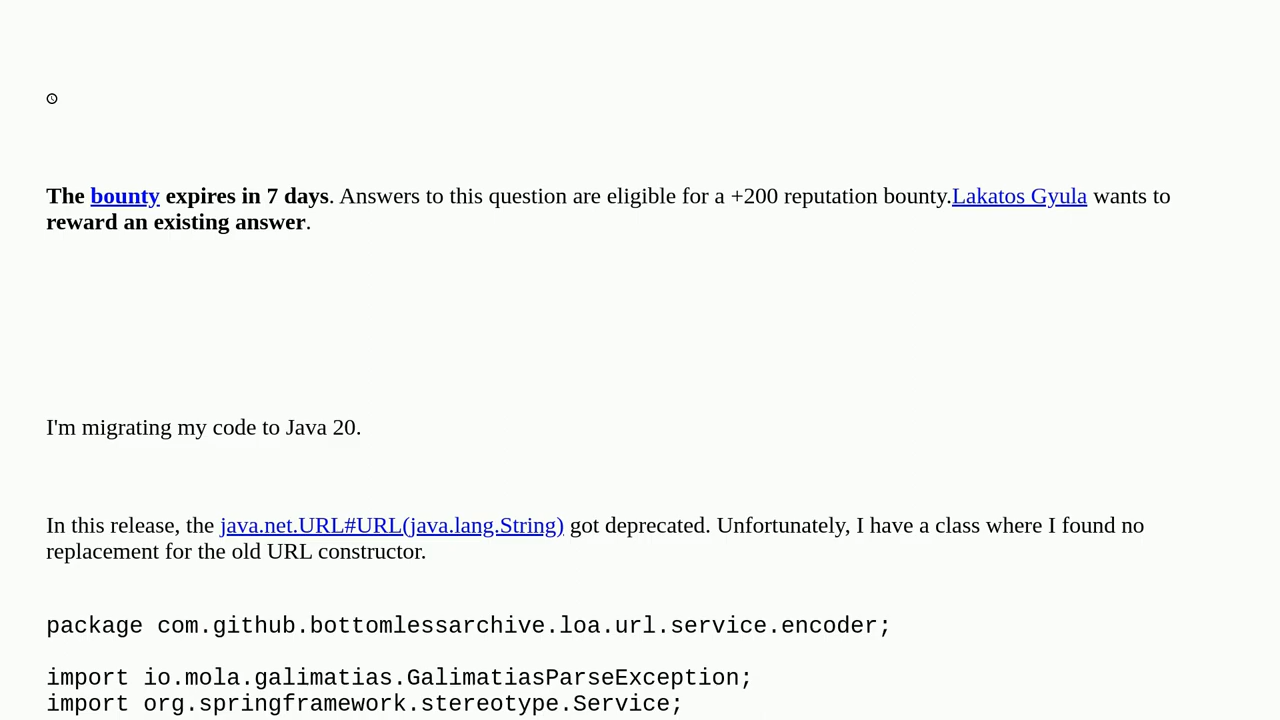 The bounty expires in 7 days. Answers to this question are eligible for a +200 reputation bounty.Lakatos Gyula wants to
reward an existing answer.
I'm migrating my code to Java 20.
In this release, the java.net.URL#URL(java.lang.String) got deprecated. Unfortunately, I have a class where I found no
replacement for the old URL constructor.
package com.github.bottomlessarchive.loa.url.service.encoder;
import io.mola.galimatias.GalimatiasParseException;
import org.springframework.stereotype.Service;